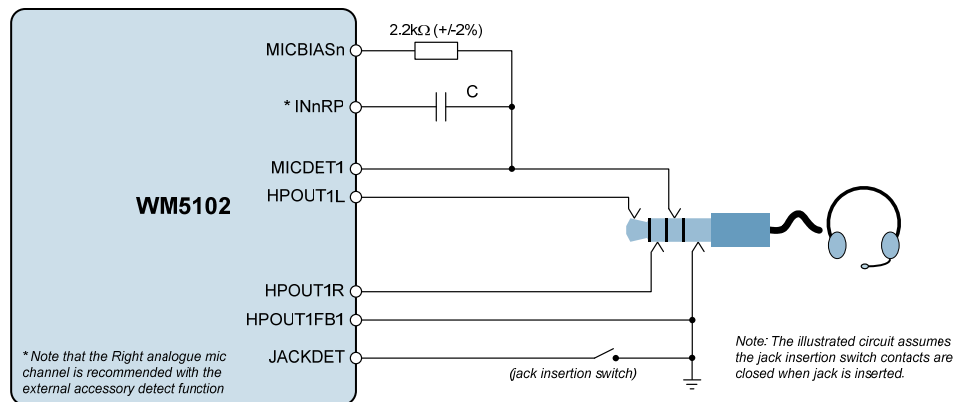 2.2kΩ (+/-2%)
MICBIASn
C
* INnRP
MICDET1
HPOUT1L
WM5102
HPOUT1R
HPOUT1FB1
JACKDET
* Note that the Right analogue mic
channel is recommended with the
external accessory detect function
(jack insertion switch)
Note: The illustrated circuit assumes
the jack insertion switch contacts are
closed when jack is inserted.